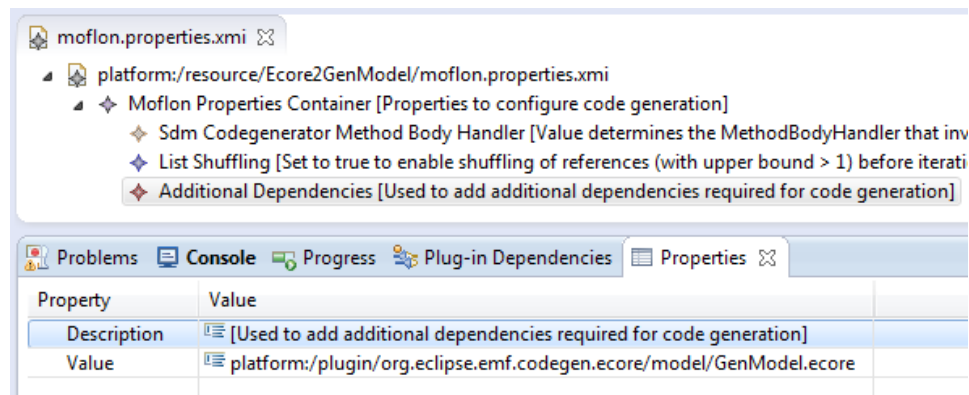 moflon.properties.xmi
platform:/resource/Ecore2GenModel/moflon.properties.xmi
Moflon Properties Container [Properties to configure code generation]
Sdm Codegenerator Method Body Handler [Value determines the MethodBodyHandler that
List Shuffling [Set to true to enable shuffling of references (with upper bound > 1) before
Additional Dependencies [Used to add additional dependencies required for code generation]
Problems Console Progress Plug-in Dependencies Properties
Property Value
Description [Used to add additional dependencies required for code generation]
Value platform:/plugin/org.eclipse.emf.codegen.ecore/model/GenModel.ecore